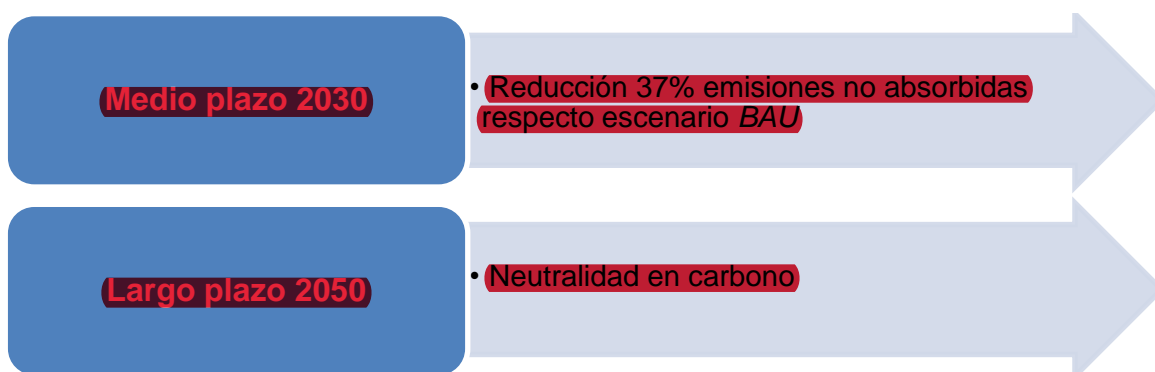 Medio plazo 2030
• Reducción 37% emisiones no absorbidas
respecto escenario BAU
Largo plazo 2050
• Neutralidad en carbono